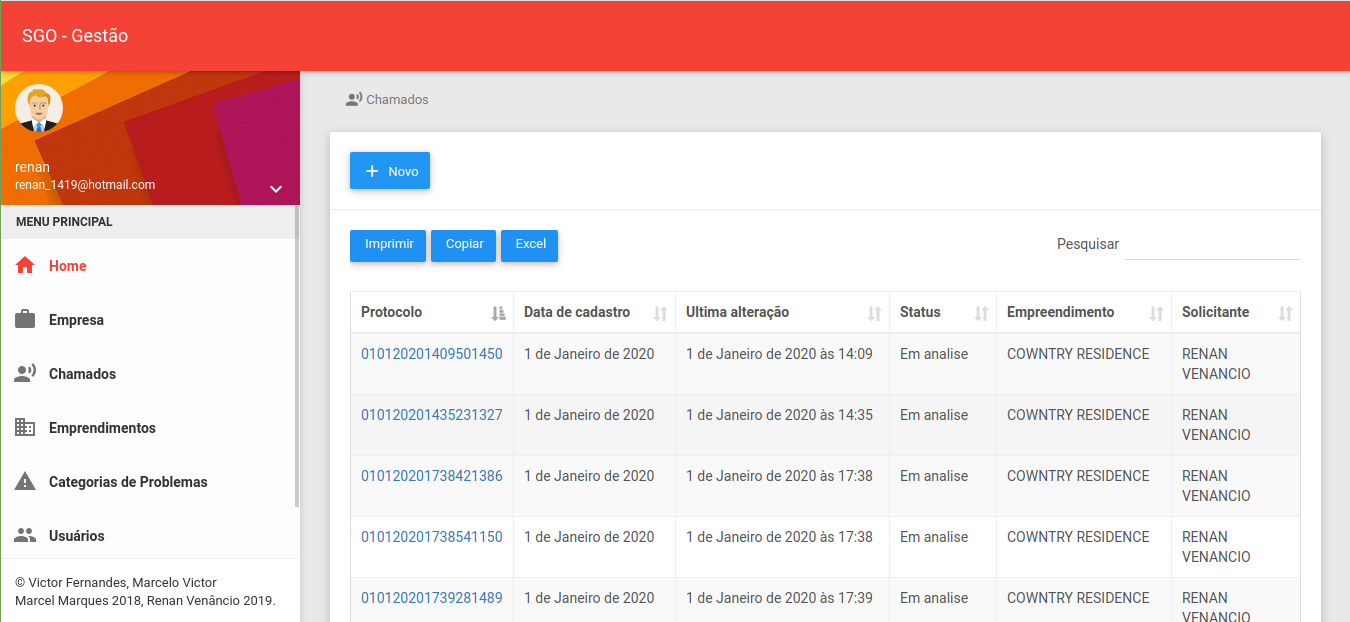 SGO - Gestão
renan
renan_1419@hotmail.com
MENU PRINCIPAL
Home
Empresa
Chamados
Emprendimentos
Categorias de Problemas
Usuários
© Victor Fernandes, Marcelo Victor
Marcel Marques 2018, Renan Venâncio 2019.
Chamados
+ Novo
Imprimir Copiar Excel Pesquisar
Protocolo Data de cadastro Ultima alteração Status Empreendimento Solicitante
010120201409501450 1 de Janeiro de 2020 1 de Janeiro de 2020 às 14:09 Em analise COWNTRY RESIDENCE RENAN
VENANCIO
010120201435231327 1 de Janeiro de 2020 1 de Janeiro de 2020 às 14:35 Em analise COWNTRY RESIDENCE RENAN
VENANCIO
010120201738421386 1 de Janeiro de 2020 1 de Janeiro de 2020 às 17:38 Em analise COWNTRY RESIDENCE RENAN
VENANCIO
010120201738541150 1 de Janeiro de 2020 1 de Janeiro de 2020 às 17:38 Em analise COWNTRY RESIDENCE RENAN
VENANCIO
010120201739281489 1 de Janeiro de 2020 1 de Janeiro de 2020 às 17:39 Em analise COWNTRY RESIDENCE RENAN
VENANCIO